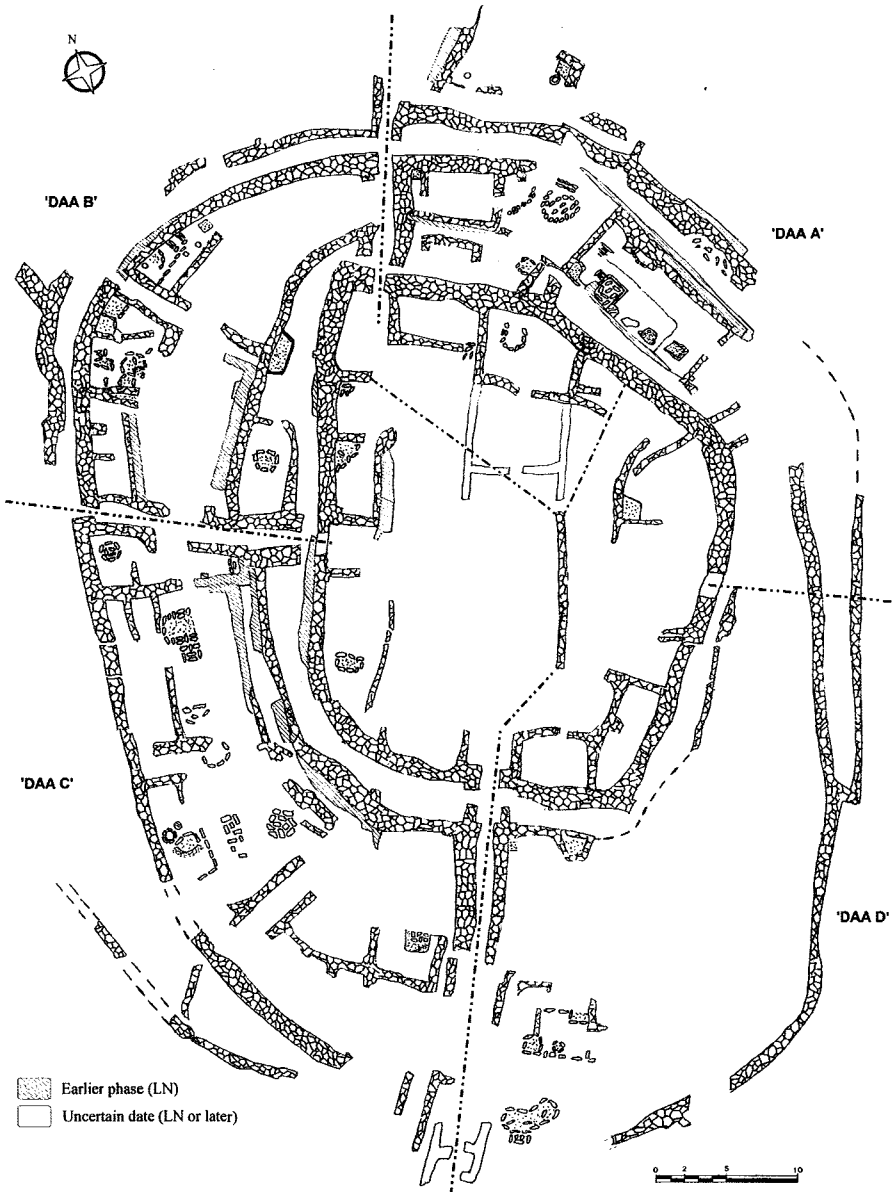 N
'DAA B'
'DAA A'
'DAA C'
'DAA D'
Earlier phase (LN)
Uncertain date (LN or later)
0 2 5 10